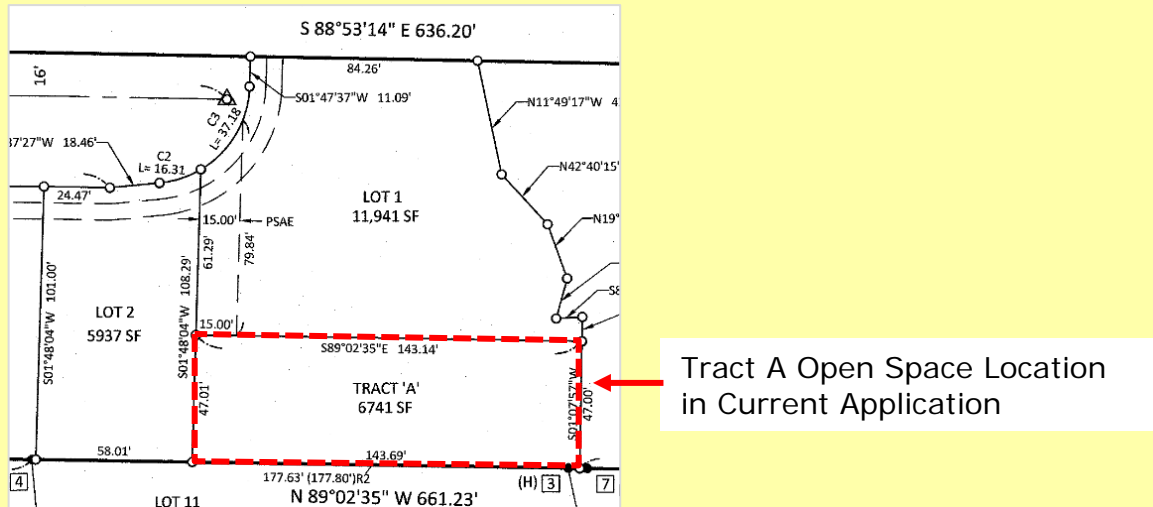 S 88°53'14" E 636.20'
84.26'
16'
S01°47'37"W 11.09'
N11°49'17"W 4
C3
L= 37.18
37'27"W 18.46'
C2
L= 16.31
N42°40'15"
24.47'
LOT 1
11,941 SF
N19°
15.00'
PSAE
61.29'
79.84'
S01°48'04"W 101.00'
S01°48'04"W 108.29'
LOT 2
5937 SF
S8
15.00'
S89°02'35"E 143.14'
TRACT 'A'
6741 SF
47.01'
S01°07'57"W
47.00'
Tract A Open Space Location
in Current Application
58.01'
143.69'
4
177.63' (177.80')R2
(H) 3
7
LOT 11
N 89°02'35" W 661.23'